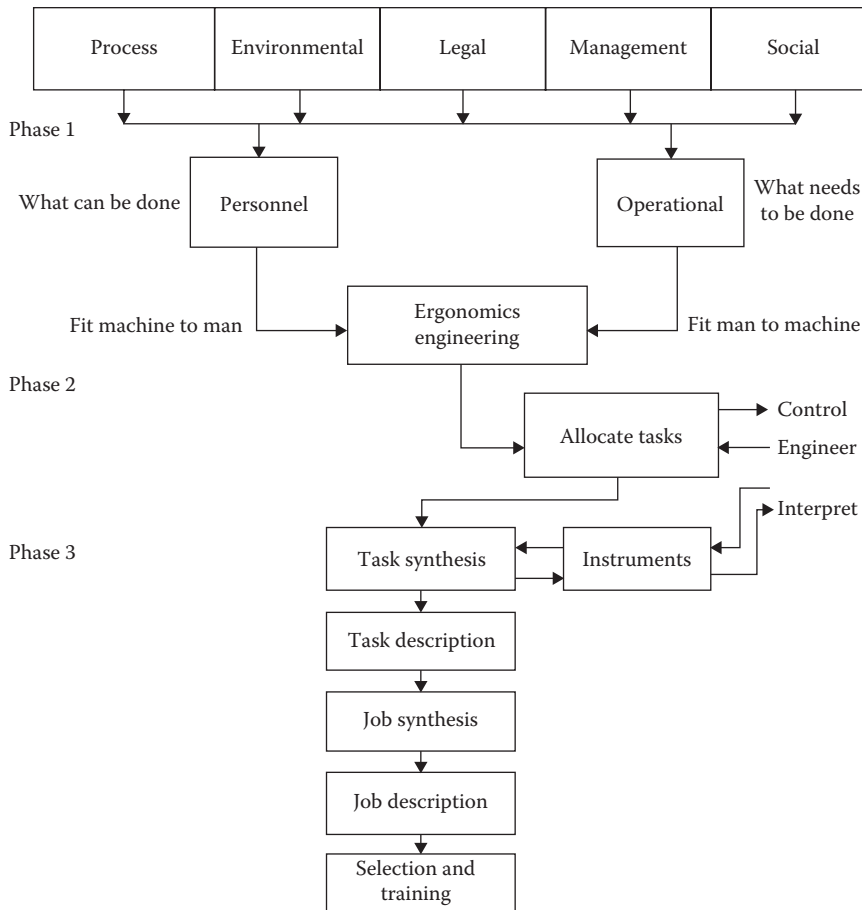 Process
Environmental
Legal
Management
Social
Phase 1
What can be done
Personnel
Operational
What needs
to be done
Fit machine to man
Ergonomics
engineering
Fit man to machine
Phase 2
Allocate tasks
Control
Engineer
Interpret
Phase 3
Task synthesis
Instruments
Task description
Job synthesis
Job description
Selection and
training